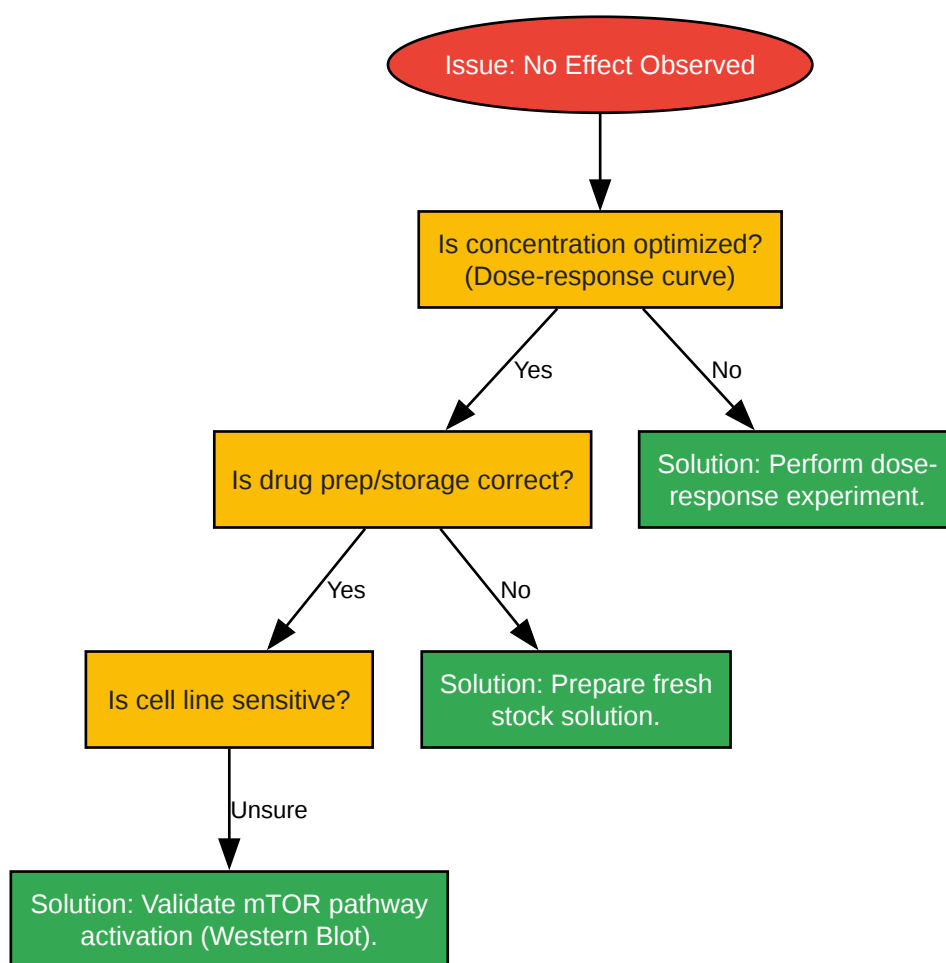 Issue: No Effect Observed
Is concentration optimized?
(Dose-response curve)
Yes
No
Is drug prep/storage correct?
Solution: Perform dose-
response experiment.
Yes
No
Is cell line sensitive?
Solution: Prepare fresh
stock solution.
Unsure
Solution: Validate mTOR pathway
activation (Western Blot).